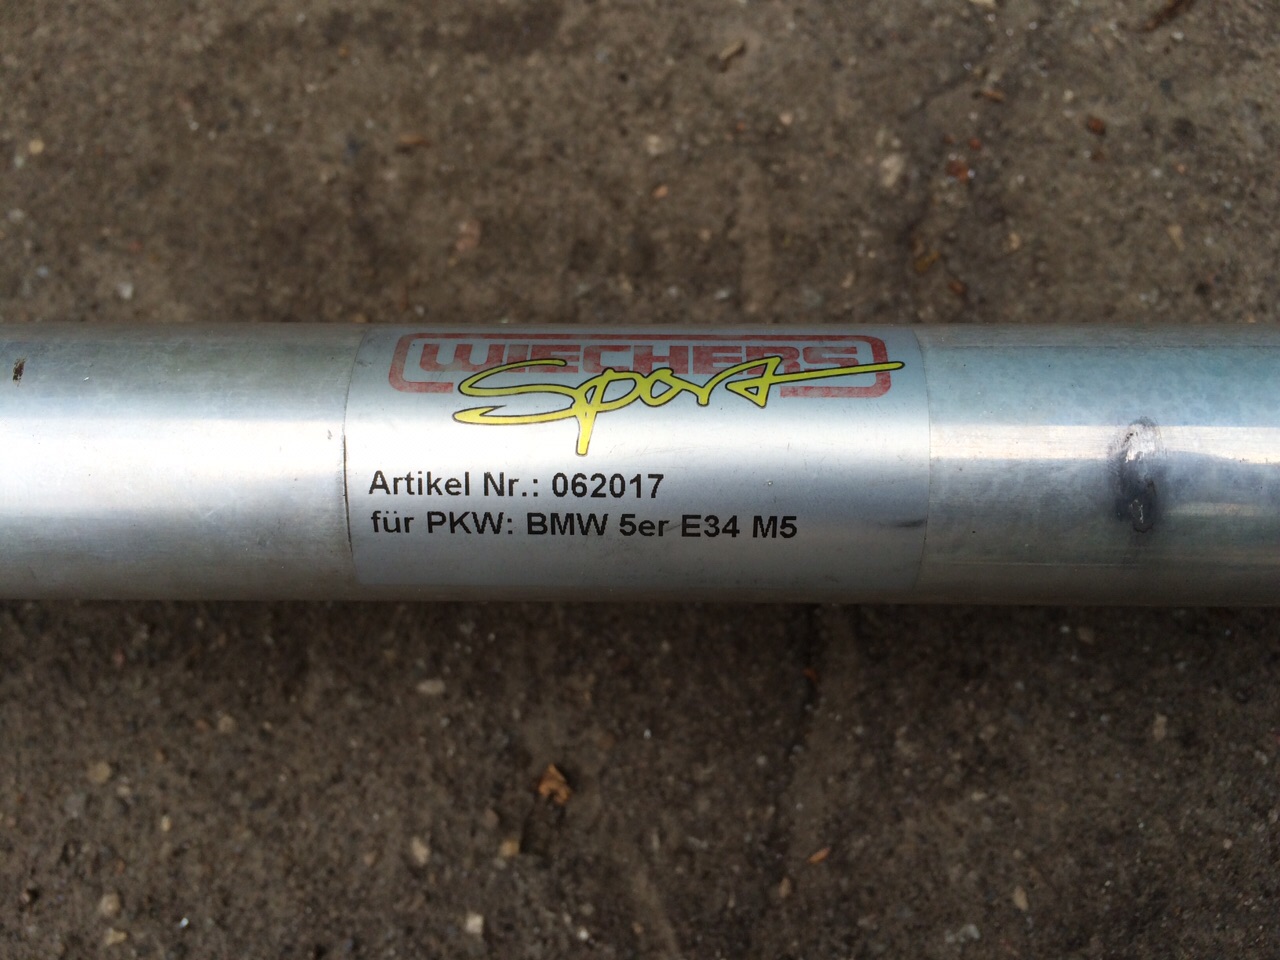 WIECHERS
Sport
Artikel Nr.: 062017
für PKW: BMW 5er E34 M5